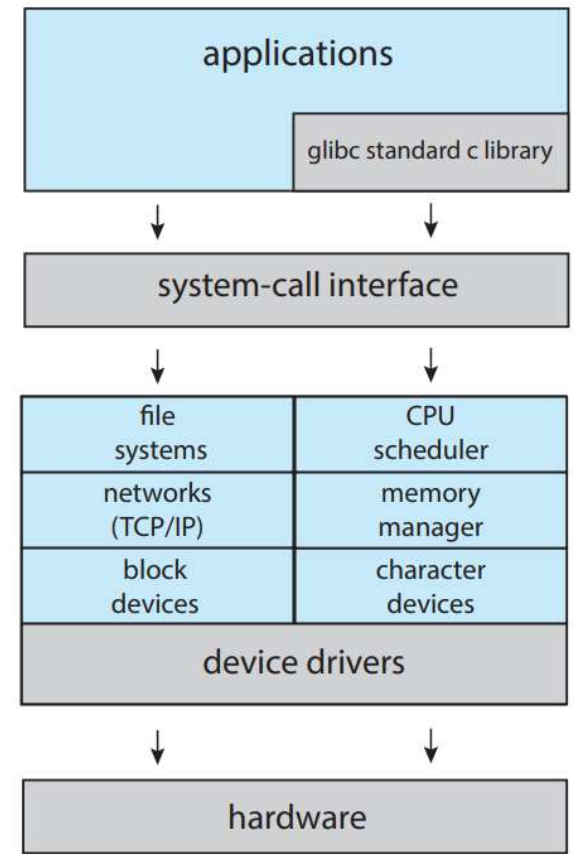 applications
glibc standard c library
system-call interface
file
systems
CPU
scheduler
networks
(TCP/IP)
memory
manager
block
devices
character
devices
device drivers
hardware